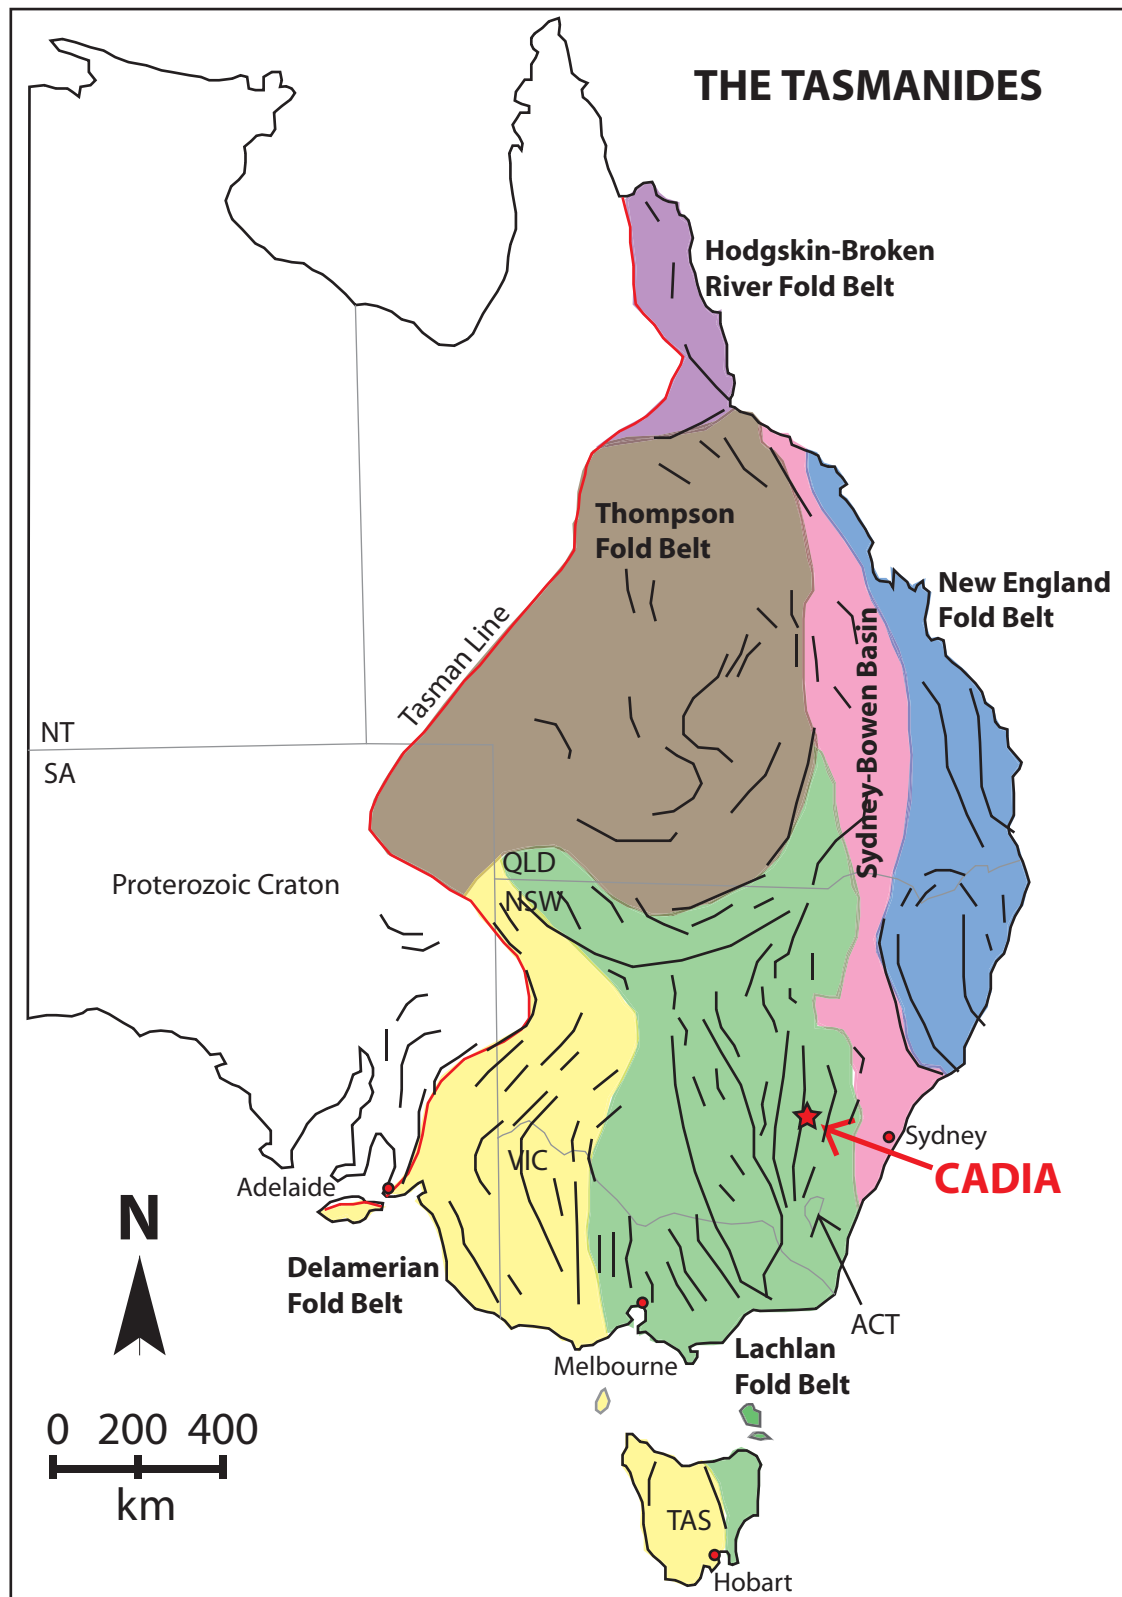 THE TASMANIDES
Hodgskin-Broken
River Fold Belt
Thompson
Fold Belt
New England
Fold Belt
Tasman Line
Sydney-Bowen Basin
NT
SA
QLD
NSW
Proterozoic Craton
Sydney
CADIA
VIC
Adelaide
N
Delamerian
Fold Belt
ACT
Melbourne
Lachlan
Fold Belt
0 200 400
km
TAS
Hobart